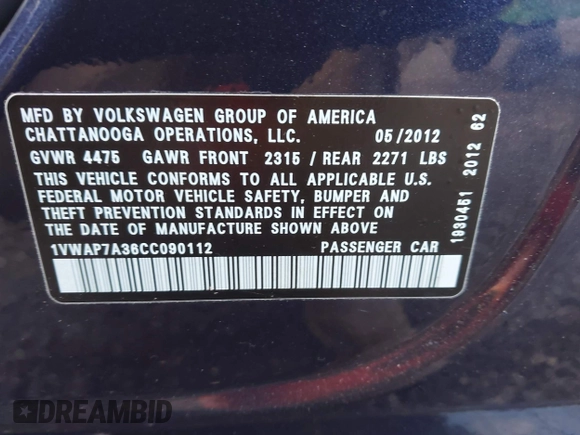 MFD BY VOLKSWAGEN GROUP OF AMERICA
CHATTANOOGA OPERATIONS, LLC. 05/2012
GVWR 4475 GAWR FRONT 2315 / REAR 2271 LBS
THIS VEHICLE CONFORMS TO ALL APPLICABLE U.S.
FEDERAL MOTOR VEHICLE SAFETY, BUMPER AND
THEFT PREVENTION STANDARDS IN EFFECT ON
THE DATE OF MANUFACTURE SHOWN ABOVE
1VWAP7A36CC090112 PASSENGER CAR
1930451 2012 62
DREAMBID